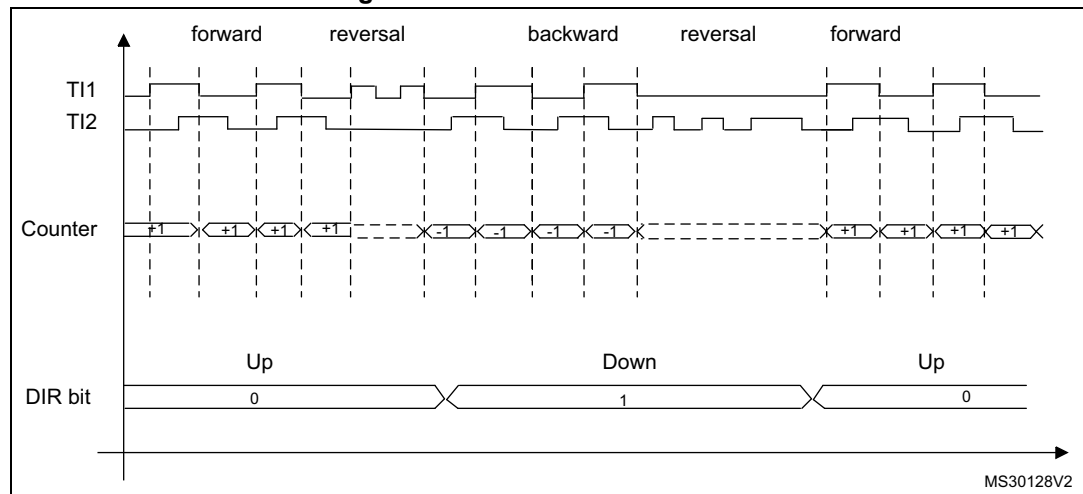 forward reversal backward reversal forward
TI1
TI2
Counter +1 +1 +1 +1 -1 -1 -1 -1 +1 +1 +1 +1
Up Down Up
DIR bit 0 1 0
MS30128V2